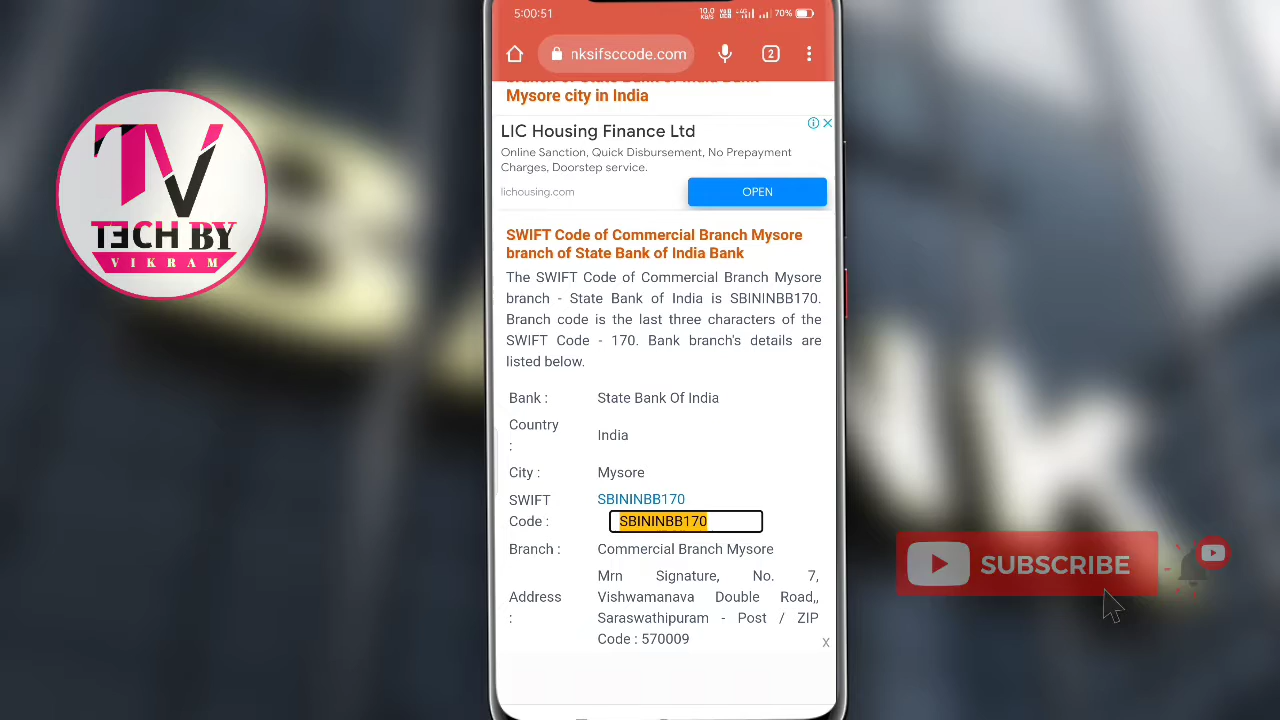 5:00:51
10.0 KB/S
70%
nksifsccode.com
2
Mysore city in India
LIC Housing Finance Ltd
Online Sanction, Quick Disbursement, No Prepayment
Charges, Doorstep service.
lichousing.com
OPEN
TV
TECH BY
VIKRAM
SWIFT Code of Commercial Branch Mysore
branch of State Bank of India Bank
The SWIFT Code of Commercial Branch Mysore
branch - State Bank of India is SBININBB170.
Branch code is the last three characters of the
SWIFT Code - 170. Bank branch's details are
listed below.
Bank : State Bank Of India
Country
: India
City : Mysore
SWIFT SBININBB170
Code : SBININBB170
Branch : Commercial Branch Mysore
Mrn Signature, No. 7,
Address Vishwamanava Double Road,,
: Saraswathipuram - Post / ZIP
Code : 570009
X
SUBSCRIBE